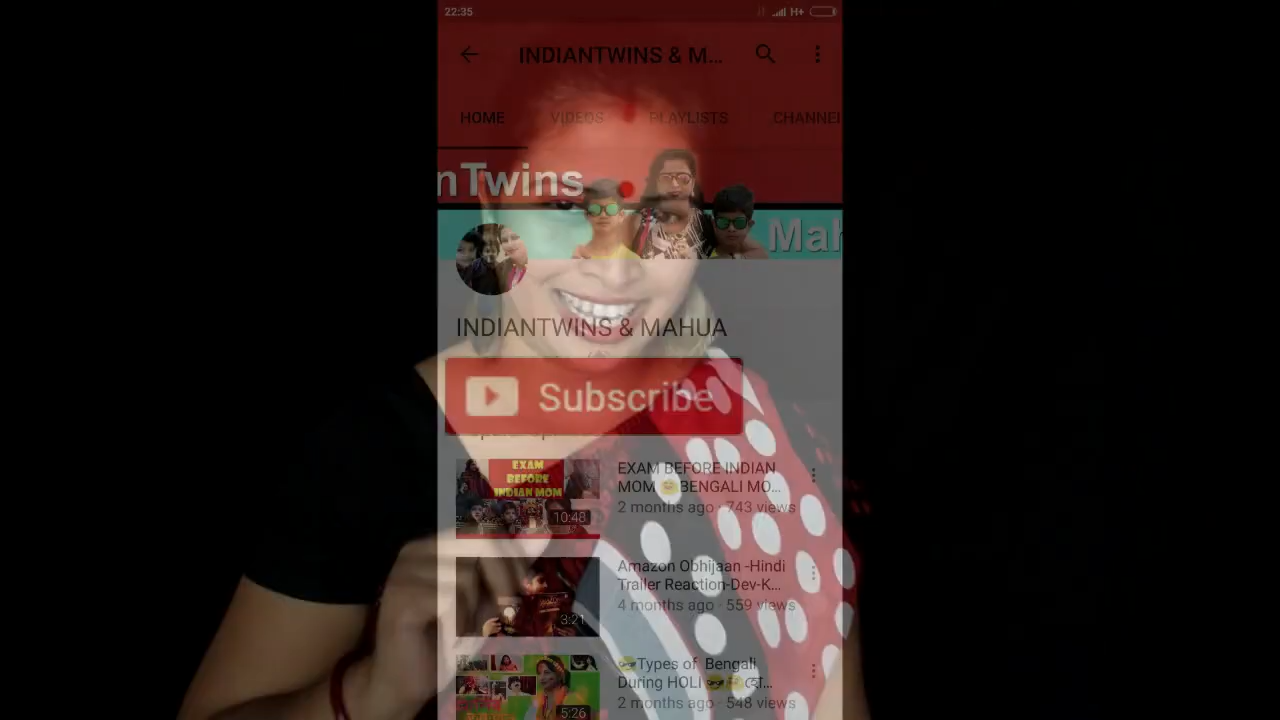 22:35 H+
INDIANTWINS & M...
HOME VIDEOS PLAYLISTS CHANNEL
nTwins
Mah
INDIANTWINS & MAHUA
Subscribe
EXAM
BEFORE
INDIAN MOM
10:48
EXAM BEFORE INDIAN
MOM 😊BENGALI MO...
2 months ago · 743 views
Amazon Obhijaan -Hindi
Trailer Reaction-Dev-K...
4 months ago · 559 views
3:21
😎Types of Bengali
During HOLI 😎😊দো...
2 months ago · 548 views
5:26